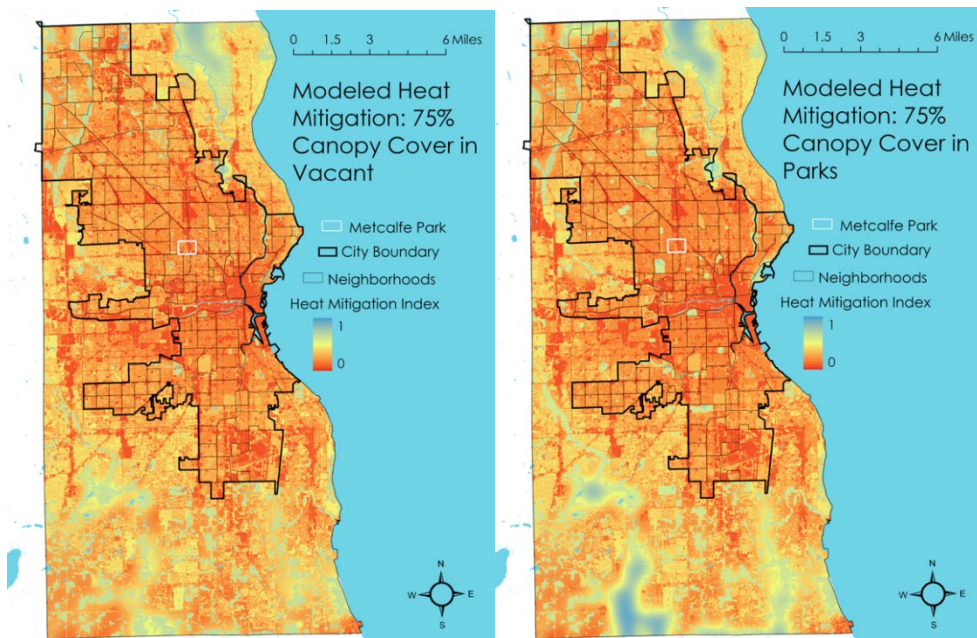 0 1.5 3 6 Miles
Modeled Heat
Mitigation: 75%
Canopy Cover in
Vacant
Metcalfe Park
City Boundary
Neighborhoods
Heat Mitigation Index
1
0
N
W E
S
0 1.5 3 6 Miles
Modeled Heat
Mitigation: 75%
Canopy Cover in
Parks
Metcalfe Park
City Boundary
Neighborhoods
Heat Mitigation Index
1
0
N
W E
S